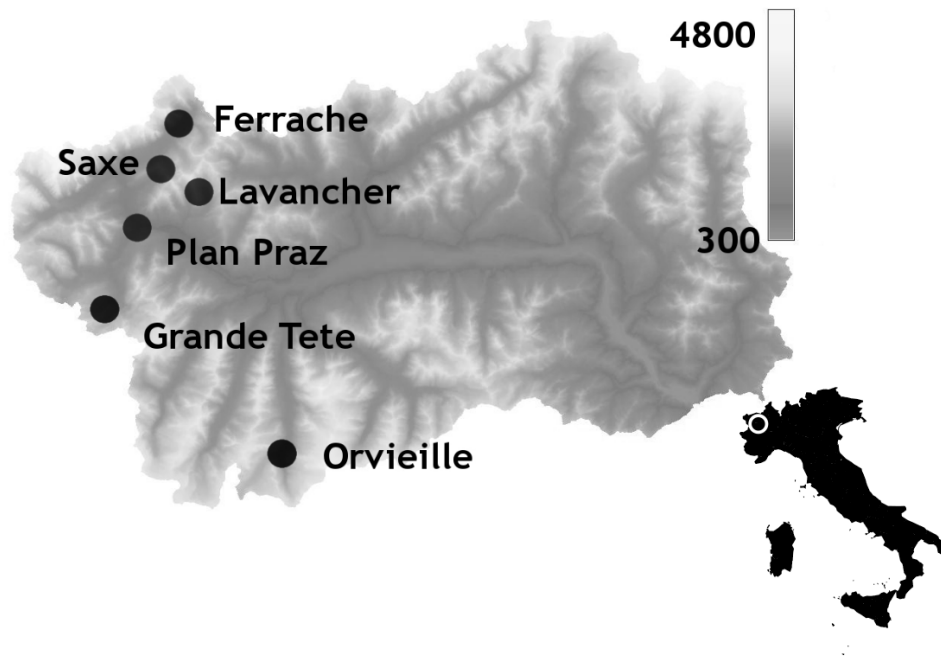 4800
Ferrache
Saxe
Lavancher
300
Plan Praz
Grande Tete
Orvieille